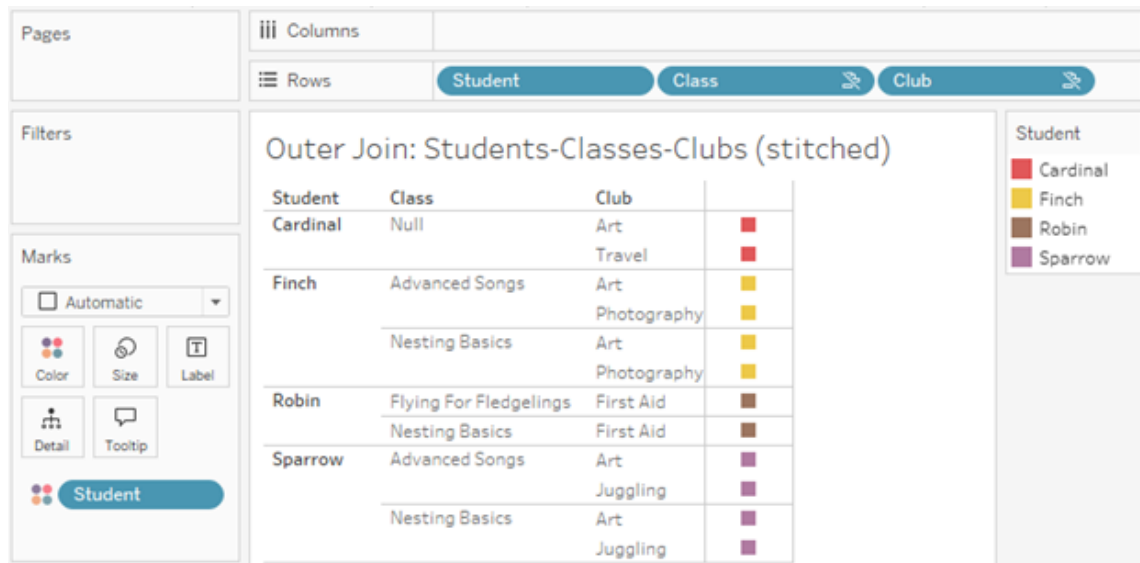 Pages
Columns
Rows Student Class Club
Filters
Outer Join: Students-Classes-Clubs (stitched)
Student Class Club
Cardinal Null Art
Travel
Finch Advanced Songs Art
Photography
Nesting Basics Art
Photography
Robin Flying For Fledgelings First Aid
Nesting Basics First Aid
Sparrow Advanced Songs Art
Juggling
Nesting Basics Art
Juggling
Student
Cardinal
Finch
Robin
Sparrow
Marks
Automatic
Color Size Label
Detail Tooltip
Student